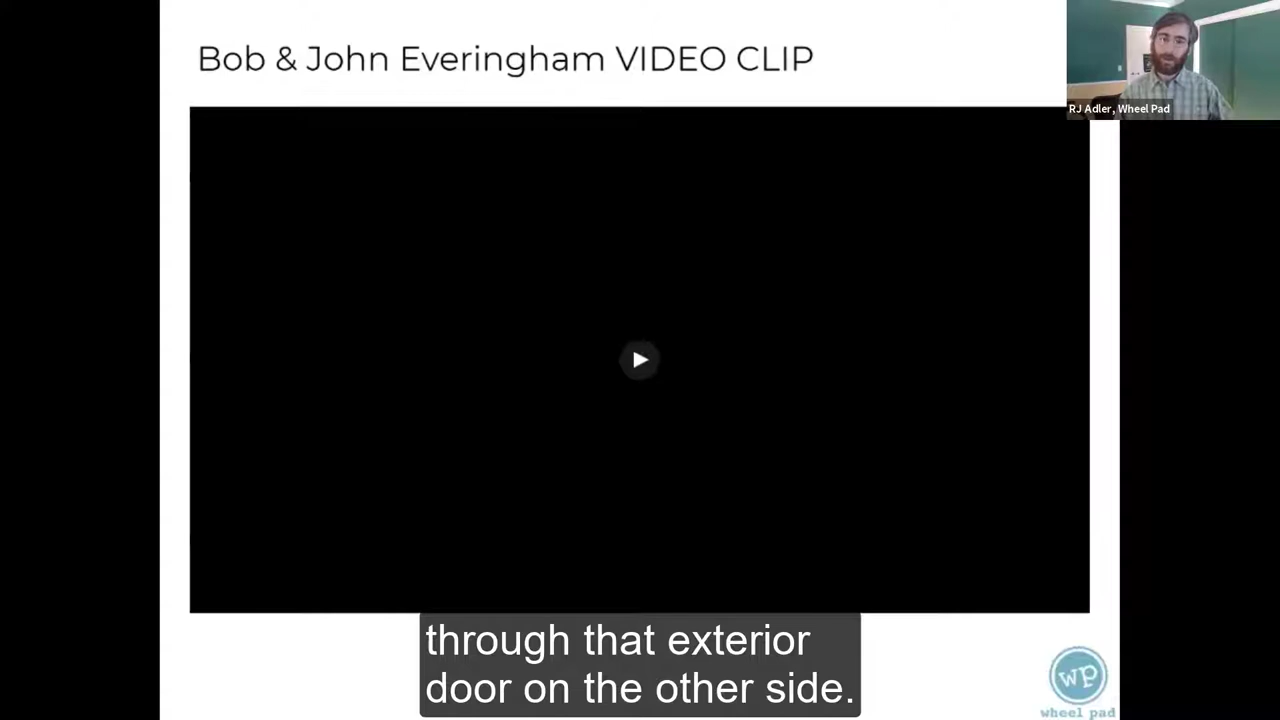 Bob & John Everingham VIDEO CLIP
RJ Adler, Wheel Pad
through that exterior
door on the other side.
wp
wheel pad